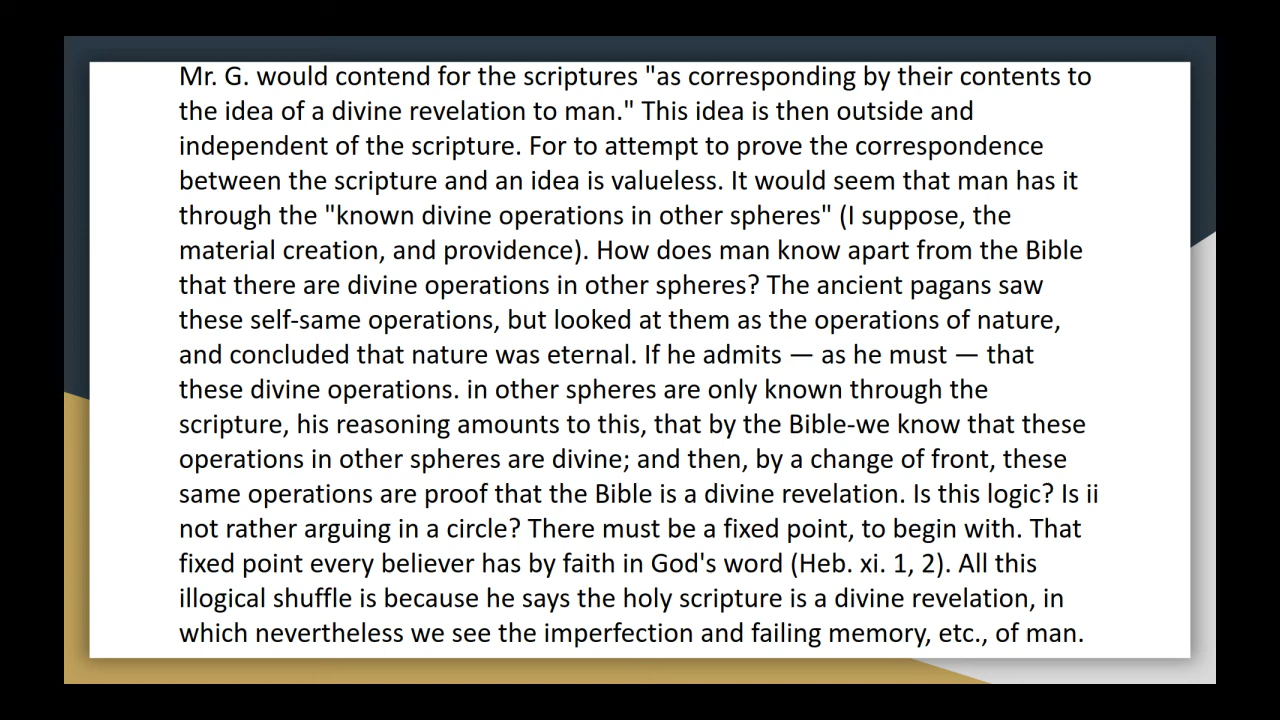 Mr. G. would contend for the scriptures "as corresponding by their contents to
the idea of a divine revelation to man." This idea is then outside and
independent of the scripture. For to attempt to prove the correspondence
between the scripture and an idea is valueless. It would seem that man has it
through the "known divine operations in other spheres" (I suppose, the
material creation, and providence). How does man know apart from the Bible
that there are divine operations in other spheres? The ancient pagans saw
these self-same operations, but looked at them as the operations of nature,
and concluded that nature was eternal. If he admits — as he must — that
these divine operations. in other spheres are only known through the
scripture, his reasoning amounts to this, that by the Bible-we know that these
operations in other spheres are divine; and then, by a change of front, these
same operations are proof that the Bible is a divine revelation. Is this logic? Is ii
not rather arguing in a circle? There must be a fixed point, to begin with. That
fixed point every believer has by faith in God's word (Heb. xi. 1, 2). All this
illogical shuffle is because he says the holy scripture is a divine revelation, in
which nevertheless we see the imperfection and failing memory, etc., of man.